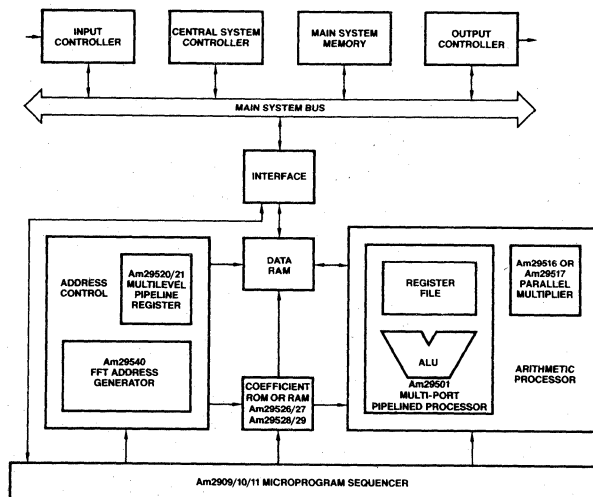 INPUT
CONTROLLER
CENTRAL SYSTEM
CONTROLLER
MAIN SYSTEM
MEMORY
OUTPUT
CONTROLLER
MAIN SYSTEM BUS
INTERFACE
ADDRESS
CONTROL
Am29520/21
MULTILEVEL
PIPELINE
REGISTER
Am29540
FFT ADDRESS
GENERATOR
DATA
RAM
COEFFICIENT
ROM OR RAM
Am29526/27
Am29528/29
REGISTER
FILE
ALU
Am29501
MULTI-PORT
PIPELINED PROCESSOR
Am29516 OR
Am29517
PARALLEL
MULTIPLIER
ARITHMETIC
PROCESSOR
Am2909/10/11 MICROPROGRAM SEQUENCER